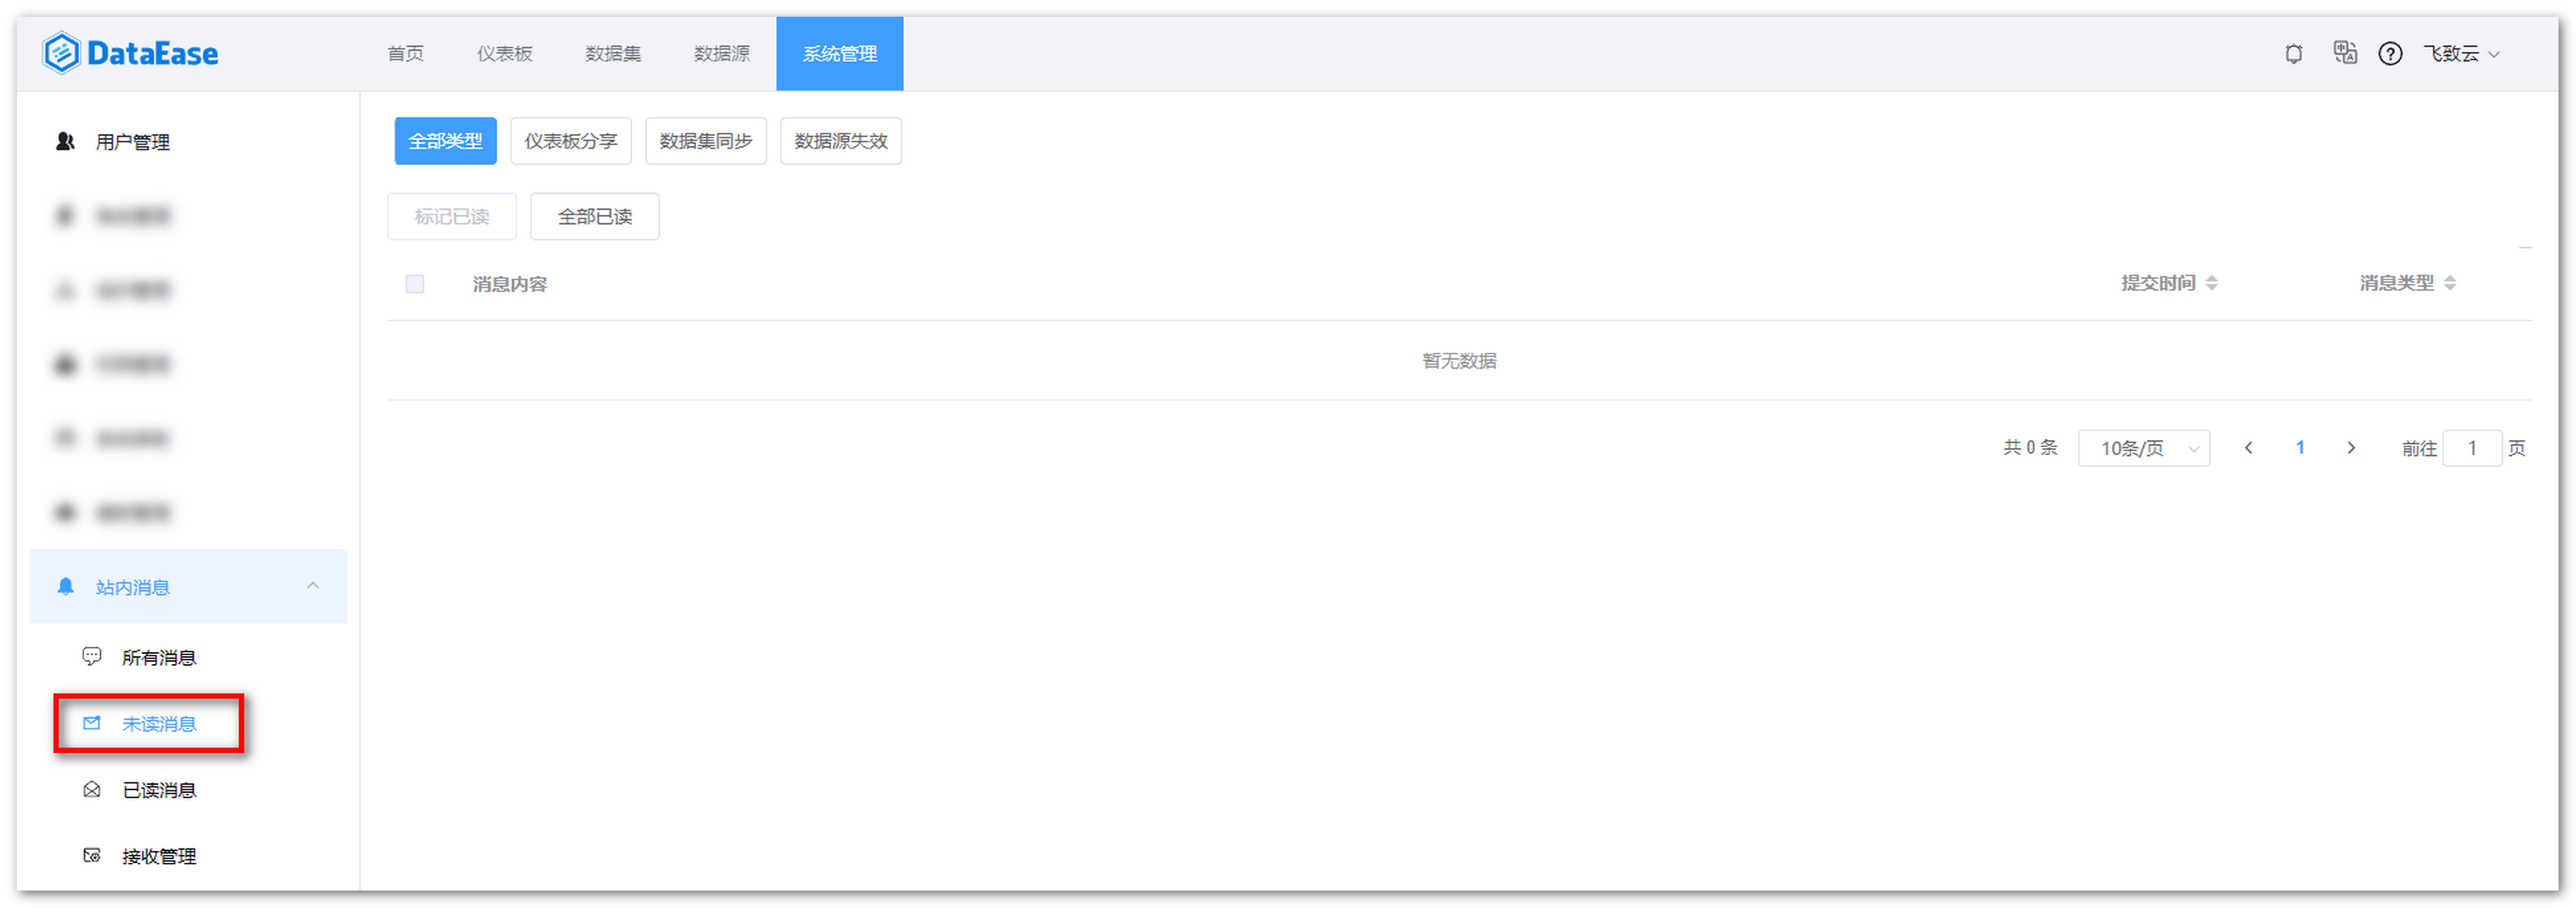 DataEase 首页 仪表板 数据集 数据源 系统管理 飞致云
用户管理
站内消息
所有消息
未读消息
已读消息
接收管理
全部类型 仪表板分享 数据集同步 数据源失效
标记已读 全部已读
消息内容 提交时间 消息类型
暂无数据
共 0 条 10条/页 1 前往 1 页